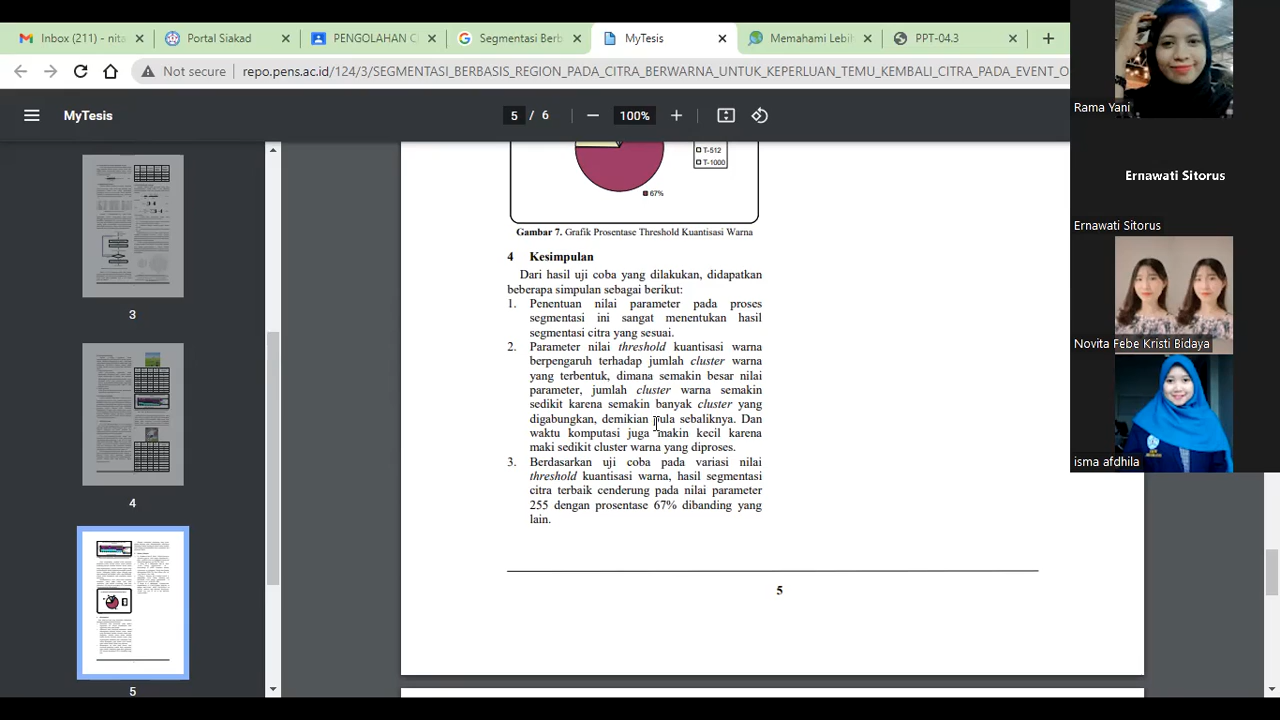 Inbox (211) - nita
Portal Siakad
PENGOLAHAN C
Segmentasi Berb
MyTesis
Memahami Lebih
PPT-04.3
Not secure
repo.pens.ac.id/124/3/SEGMENTASI_BERBASIS_REGION_PADA_CITRA_BERWARNA_UNTUK_KEPERLUAN_TEMU_KEMBALI_CITRA_PADA_EVENT_O
MyTesis
5 / 6
100%
3
4
5
T-512
T-1000
67%
Gambar 7. Grafik Prosentase Threshold Kuantisasi Warna
4 Kesimpulan
Dari hasil uji coba yang dilakukan, didapatkan
beberapa simpulan sebagai berikut:
1. Penentuan nilai parameter pada proses
segmentasi ini sangat menentukan hasil
segmentasi citra yang sesuai.
2. Parameter nilai threshold kuantisasi warna
berpengaruh terhadap jumlah cluster warna
yang terbentuk, dimana semakin besar nilai
parameter, jumlah cluster warna semakin
sedikit karena semakin banyak cluster yang
digabungkan, demikian pula sebaliknya. Dan
waktu komputasi juga makin kecil karena
maki sedikit cluster warna yang diproses.
3. Berdasarkan uji coba pada variasi nilai
threshold kuantisasi warna, hasil segmentasi
citra terbaik cenderung pada nilai parameter
255 dengan prosentase 67% dibanding yang
lain.
5
Rama Yani
Ernawati Sitorus
Ernawati Sitorus
Novita Febe Kristi Bidaya
isma afdhila